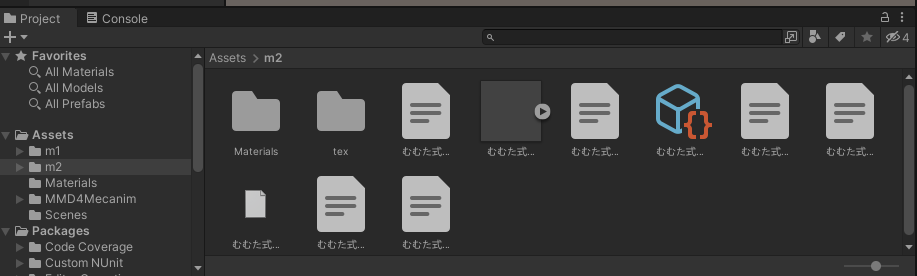 Project
Console
4
Favorites
All Materials
All Models
All Prefabs
Assets
m1
m2
Materials
MMD4Mecanim
Scenes
Packages
Code Coverage
Custom NUnit
Assets > m2
Materials
tex
むむた式...
むむた式...
むむた式...
むむた式...
むむた式...
むむた式...
むむた式...
むむた式...
むむた式...